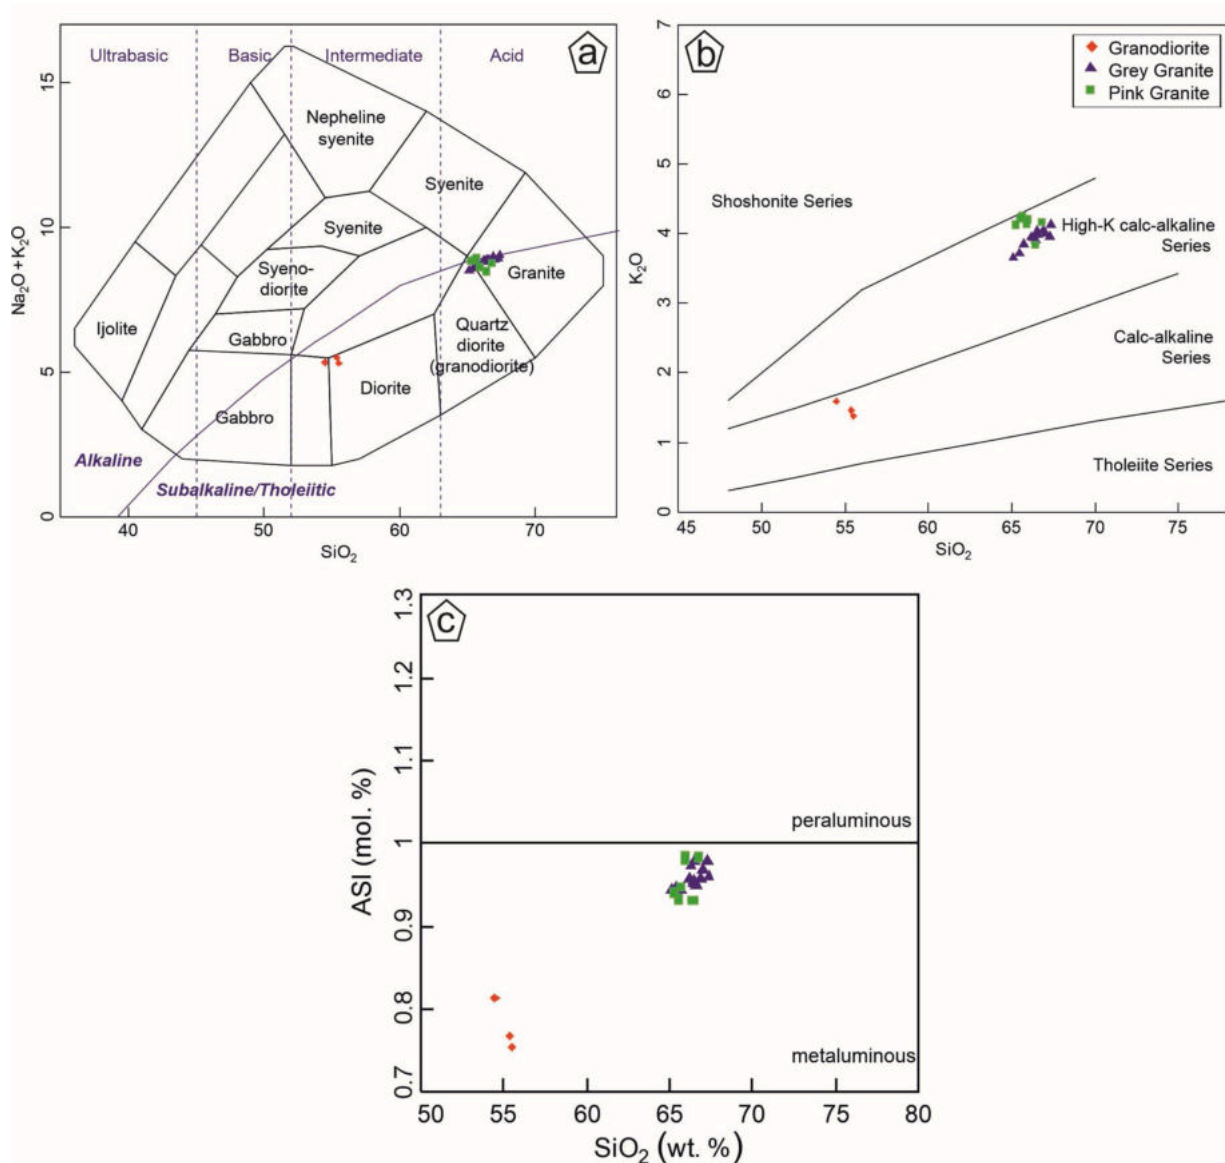 Ultrabasic
Basic
Intermediate
Acid
a
Na₂O+K₂O
15
10
5
0
Nepheline
syenite
Syenite
Syenite
Syeno-
diorite
Ijolite
Gabbro
Granite
Quartz
diorite
(granodiorite)
Diorite
Gabbro
Alkaline
Subalkaline/Tholeiitic
40
50
60
70
SiO₂
b
Granodiorite
Grey Granite
Pink Granite
K₂O
7
6
5
4
3
2
1
0
Shoshonite Series
High-K calc-alkaline
Series
Calc-alkaline
Series
Tholeiite Series
45
50
55
60
65
70
75
SiO₂
c
ASI (mol. %)
1.3
1.2
1.1
1
0.9
0.8
0.7
peraluminous
metaluminous
50
55
60
65
70
75
80
SiO₂ (wt. %)